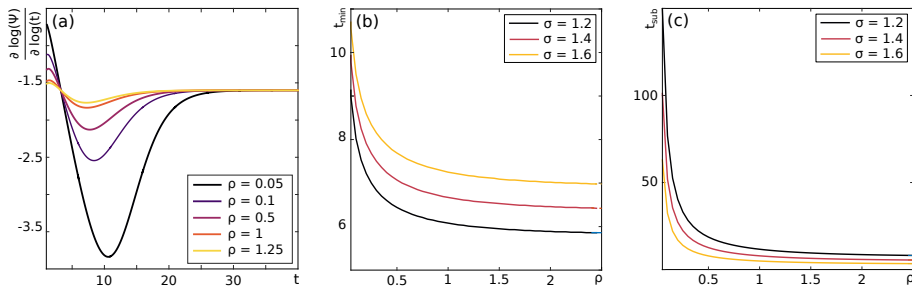 (a)
∂ log(Ψ)
∂ log(t)
-1.5
-2.5
-3.5
ρ = 0.05
ρ = 0.1
ρ = 0.5
ρ = 1
ρ = 1.25
10
20
30
t
(b)
t_min
10
8
6
σ = 1.2
σ = 1.4
σ = 1.6
0.5
1
1.5
2
ρ
(c)
t_sub
100
50
σ = 1.2
σ = 1.4
σ = 1.6
0.5
1
1.5
2
ρ